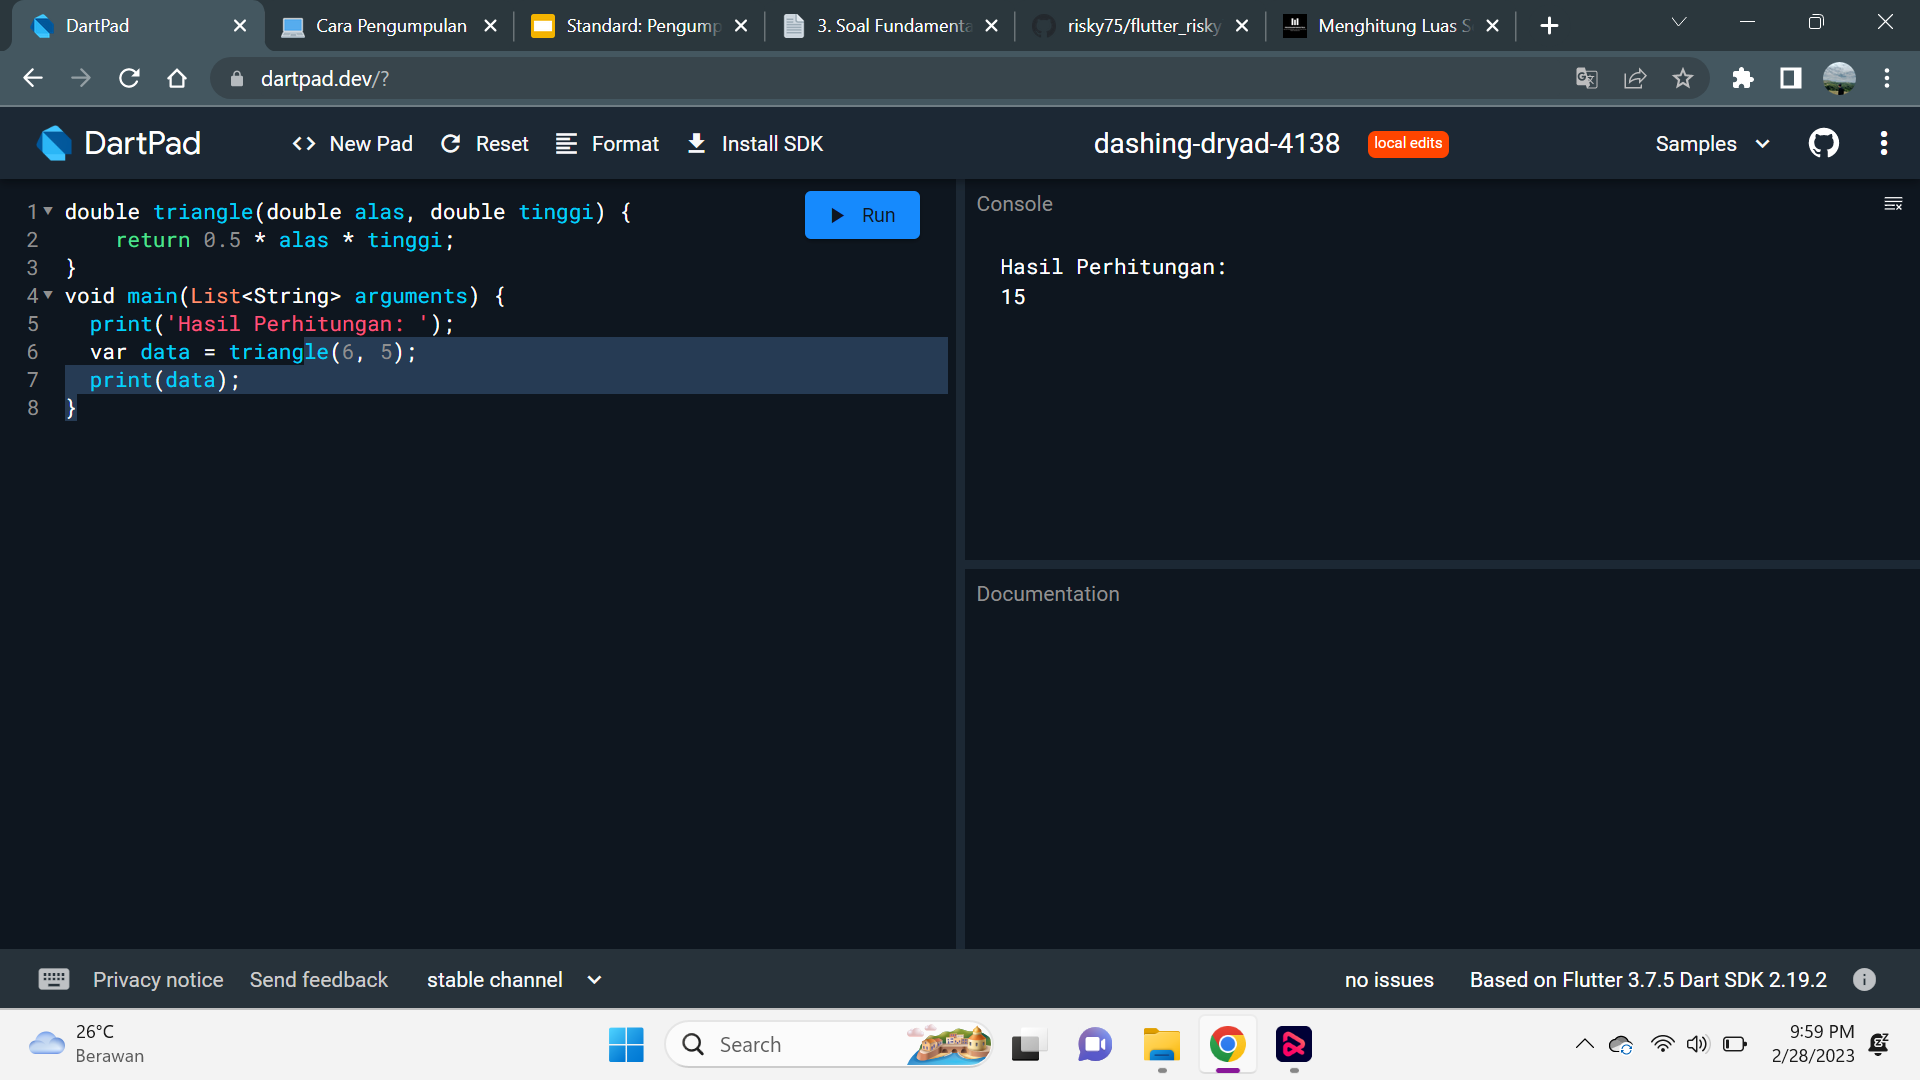 DartPad
Cara Pengumpulan
Standard: Pengump
3. Soal Fundamenta
risky75/flutter_risky
Menghitung Luas S
dartpad.dev/?
DartPad
<> New Pad
Reset
Format
Install SDK
dashing-dryad-4138
local edits
Samples
1 double triangle(double alas, double tinggi) {
2 return 0.5 * alas * tinggi;
3 }
4 void main(List<String> arguments) {
5 print('Hasil Perhitungan: ');
6 var data = triangle(6, 5);
7 print(data);
8 }
Run
Console
Hasil Perhitungan:
15
Documentation
Privacy notice
Send feedback
stable channel
no issues
Based on Flutter 3.7.5 Dart SDK 2.19.2
26°C
Berawan
Search
9:59 PM
2/28/2023